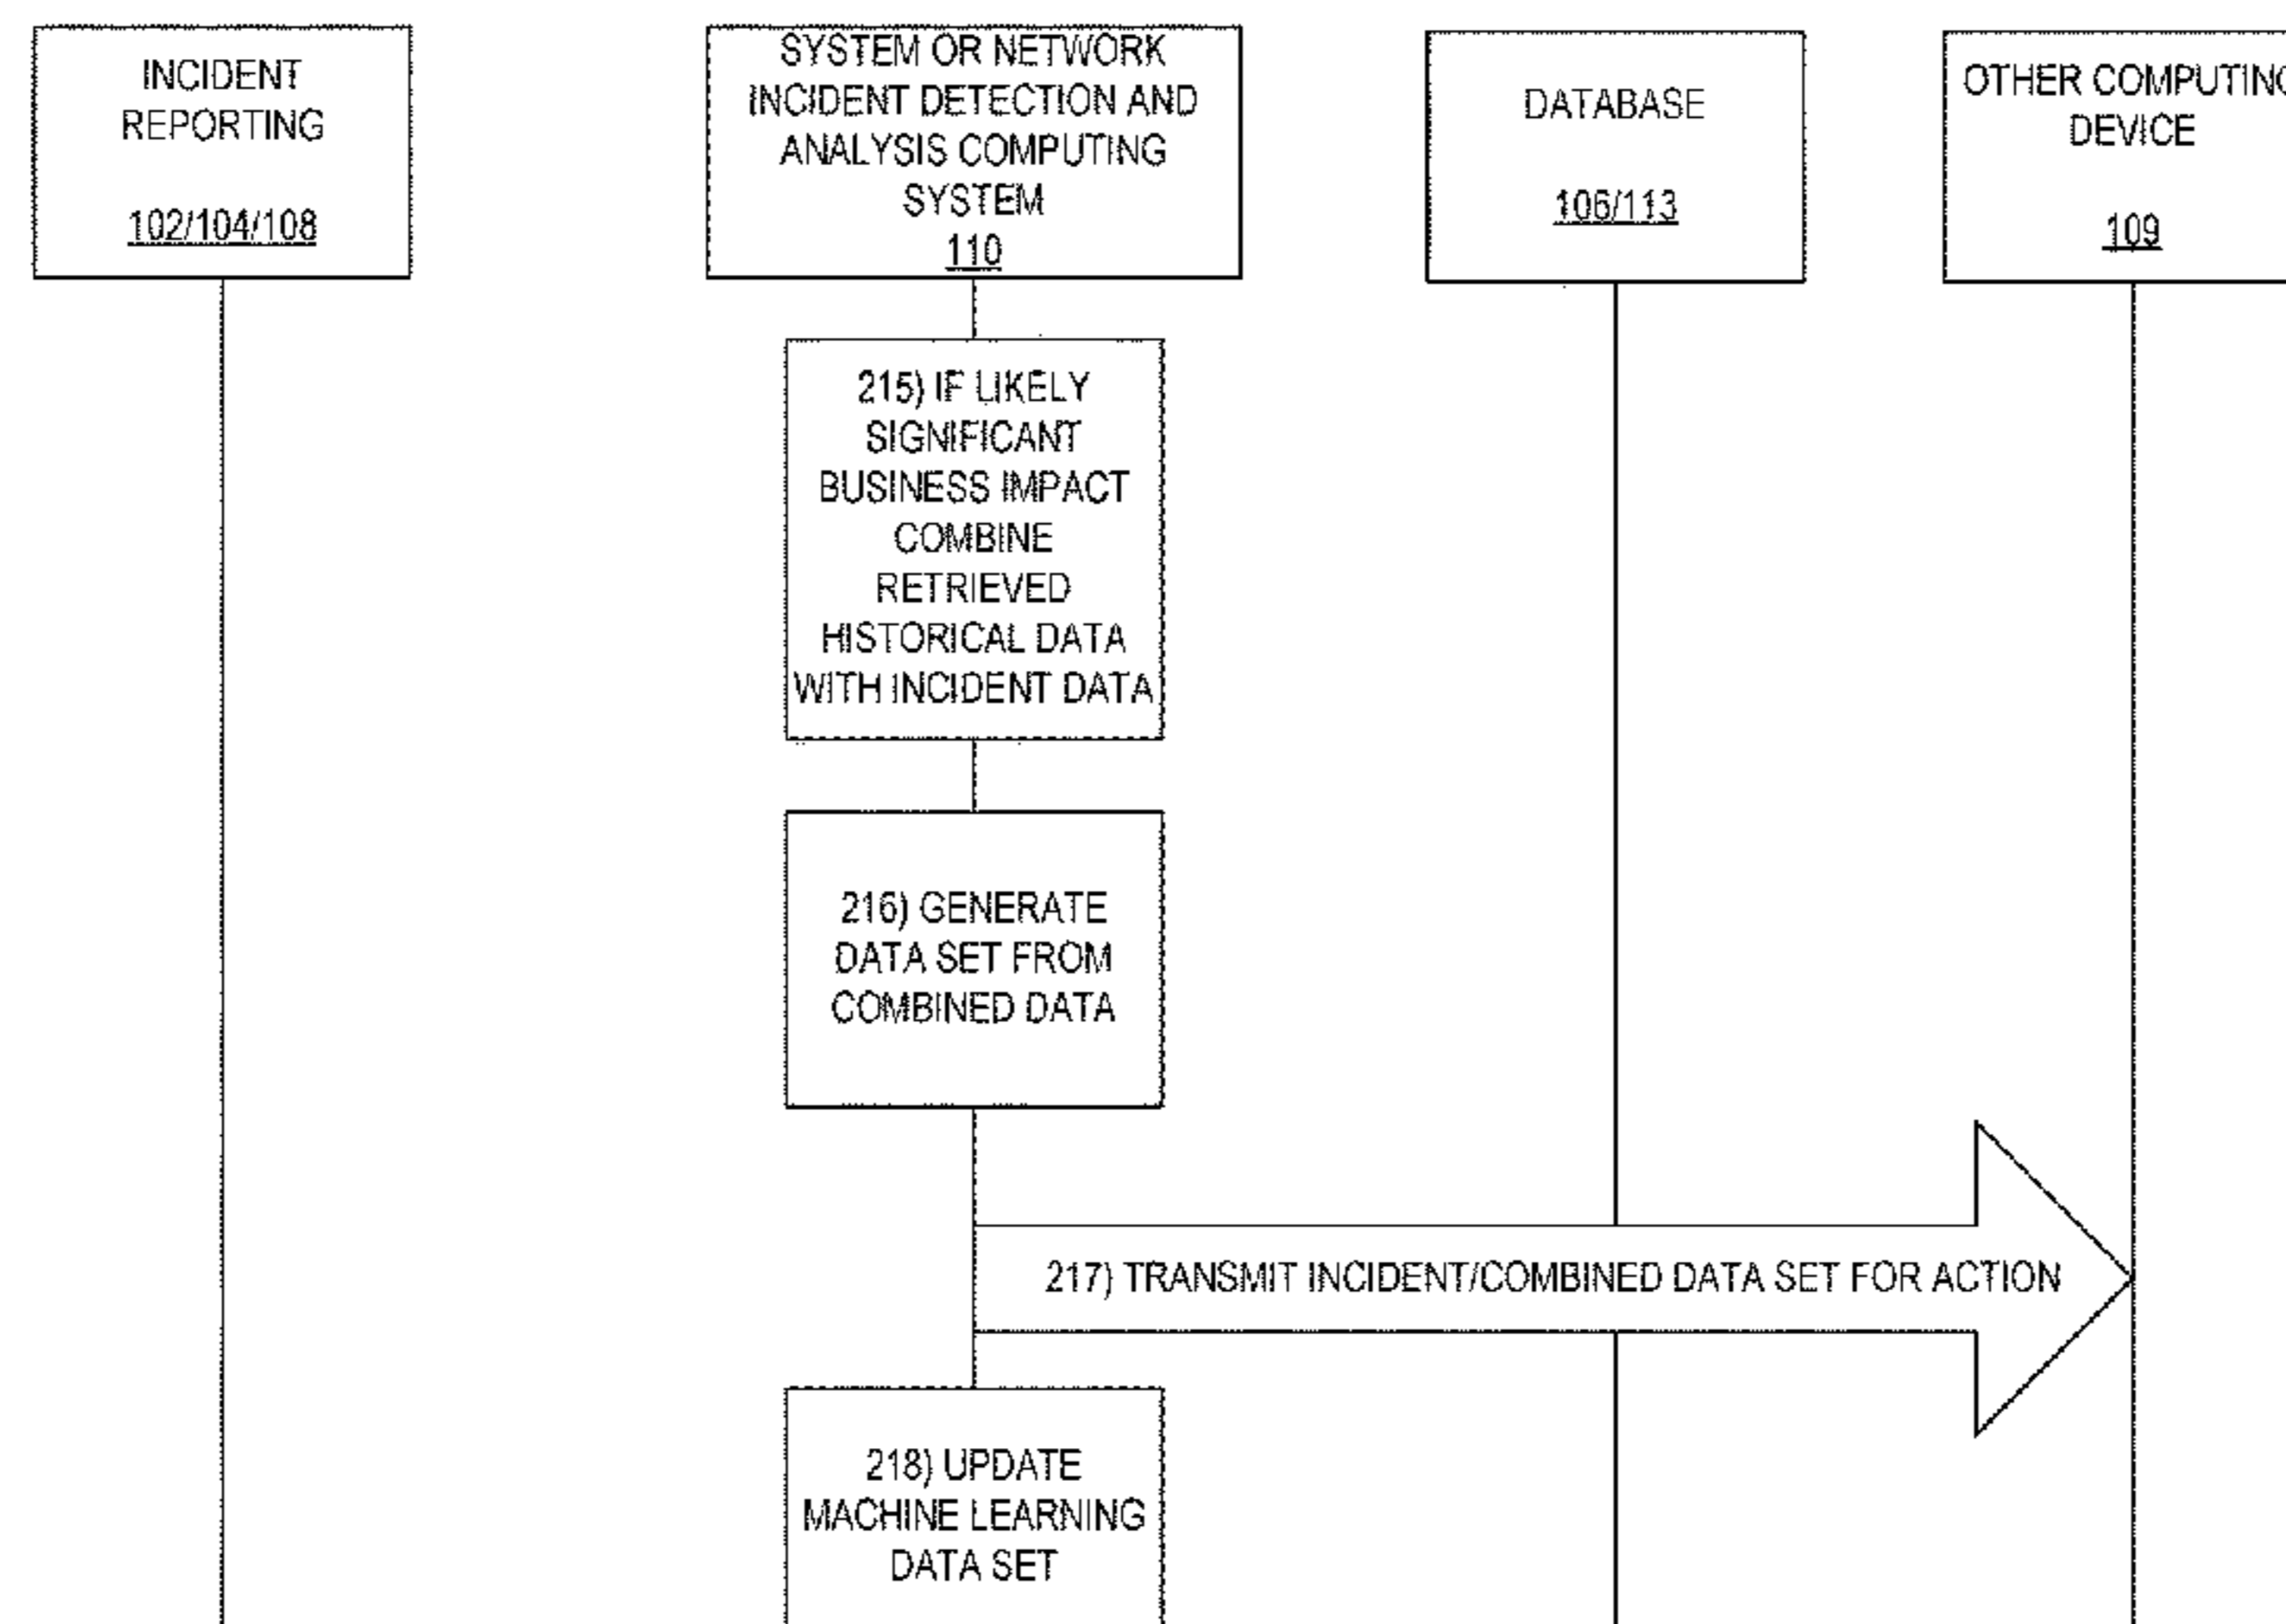 INCIDENT
REPORTING
102/104/108
SYSTEM OR NETWORK
INCIDENT DETECTION AND
ANALYSIS COMPUTING
SYSTEM
110
DATABASE
106/113
OTHER COMPUTING
DEVICE
109
215) IF LIKELY
SIGNIFICANT
BUSINESS IMPACT
COMBINE
RETRIEVED
HISTORICAL DATA
WITH INCIDENT DATA
216) GENERATE
DATA SET FROM
COMBINED DATA
217) TRANSMIT INCIDENT/COMBINED DATA SET FOR ACTION
218) UPDATE
MACHINE LEARNING
DATA SET